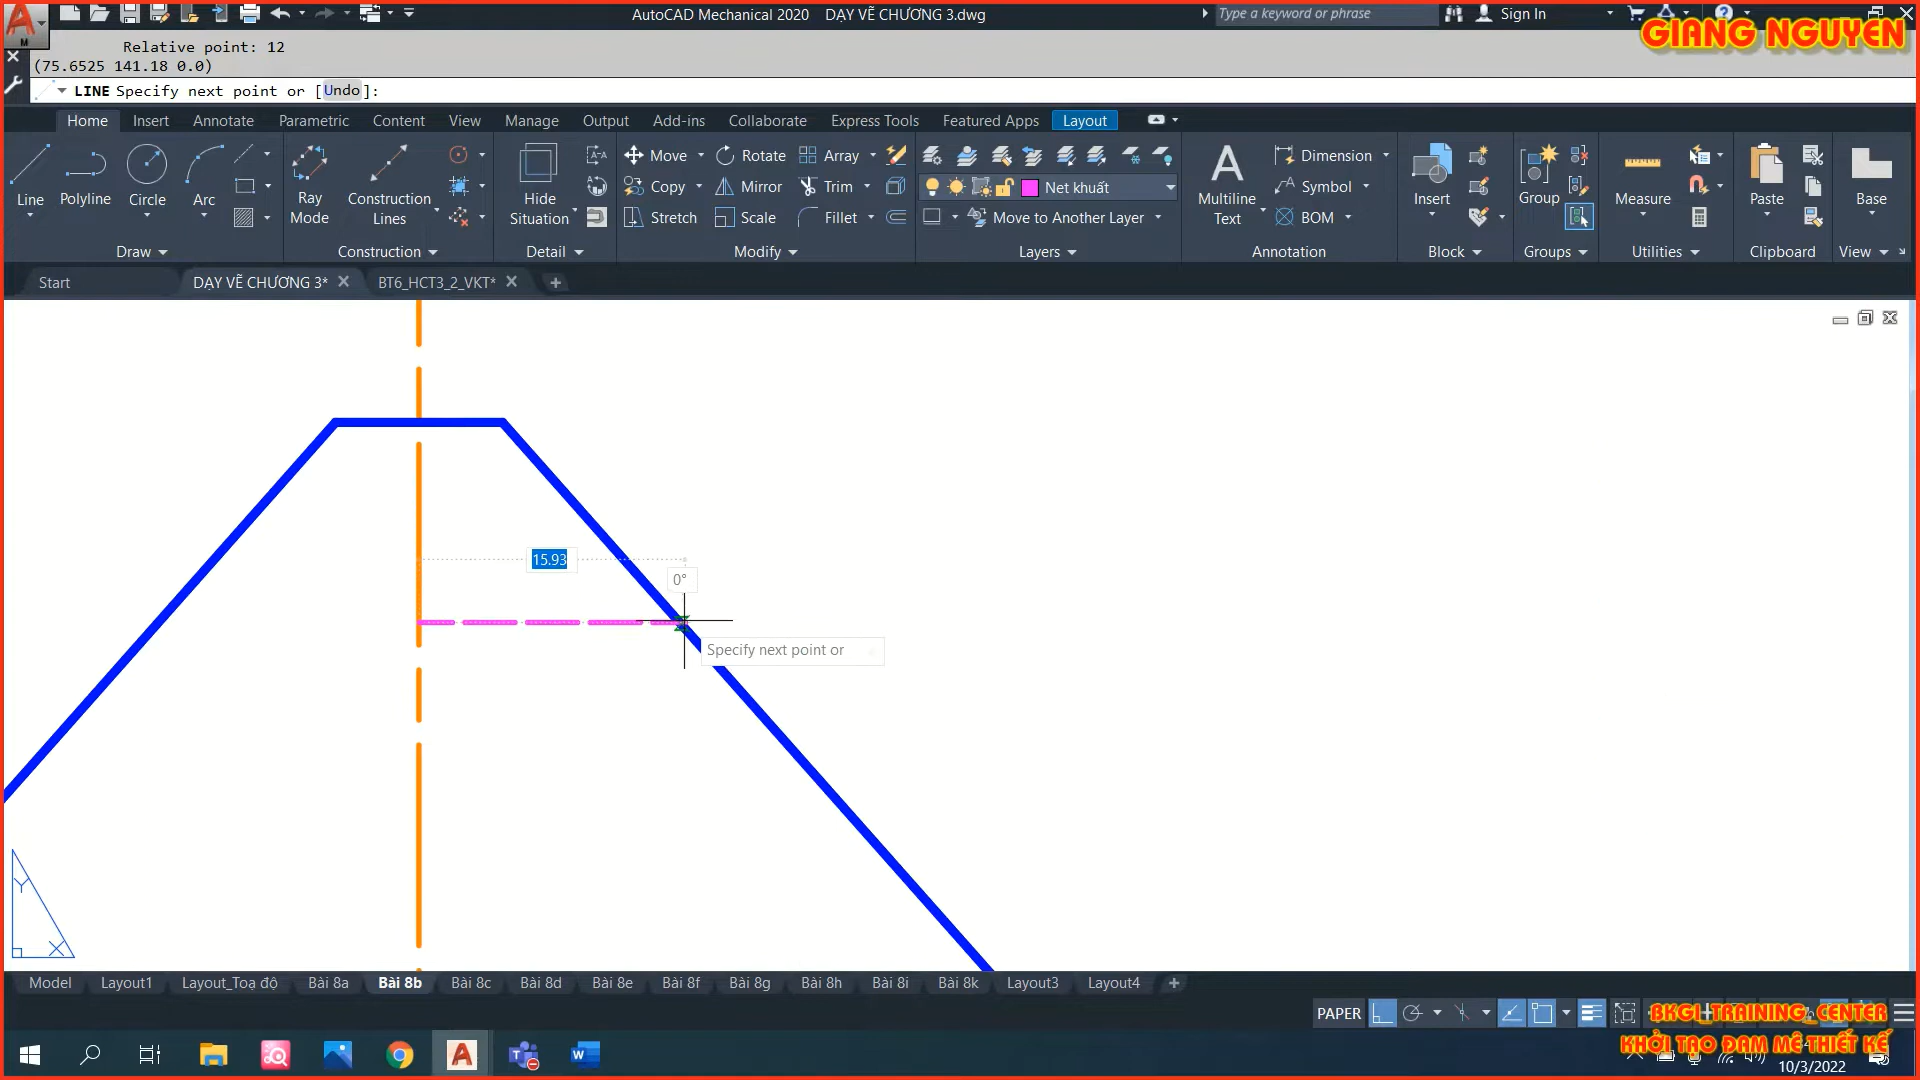 AutoCAD Mechanical 2020 DẠY VẼ CHƯƠNG 3.dwg
Type a keyword or phrase
Sign In
GIANG NGUYEN
M
Relative point: 12
(75.6525 141.18 0.0)
LINE Specify next point or [Undo]:
Home Insert Annotate Parametric Content View Manage Output Add-ins Collaborate Express Tools Featured Apps Layout
Line Polyline Circle Arc
Ray Mode
Construction Lines
Hide Situation
Move Rotate Array
Copy Mirror Trim
Stretch Scale Fillet
Net khuất
Move to Another Layer
Multiline Text
Dimension
Symbol
BOM
Insert
Group
Measure
Paste
Base
Draw Construction Detail Modify Layers Annotation Block Groups Utilities Clipboard View
Start DẠY VẼ CHƯƠNG 3* BT6_HCT3_2_VKT*
15.93
0°
Specify next point or
Y
X
Model Layout1 Layout_Toạ độ Bài 8a Bài 8b Bài 8c Bài 8d Bài 8e Bài 8f Bài 8g Bài 8h Bài 8i Bài 8k Layout3 Layout4
PAPER
BKGI_TRAINING_CENTER
KHỞI TẠO ĐAM MÊ THIẾT KẾ
10/3/2022